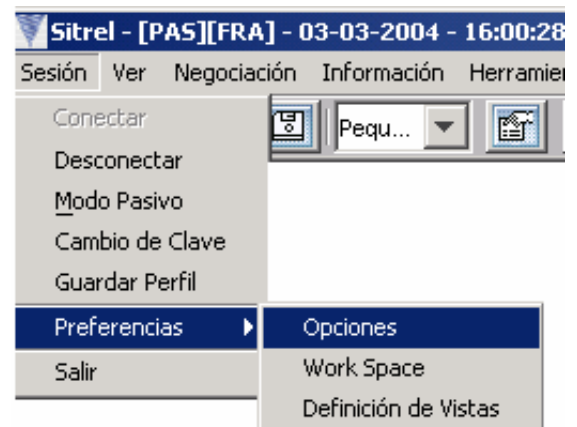 Sitrel - [PAS][FRA] - 03-03-2004 - 16:00:28
Sesión Ver Negociación Información Herramie
Conectar
Pequ...
Desconectar
Modo Pasivo
Cambio de Clave
Guardar Perfil
Preferencias
Opciones
Salir
Work Space
Definición de Vistas